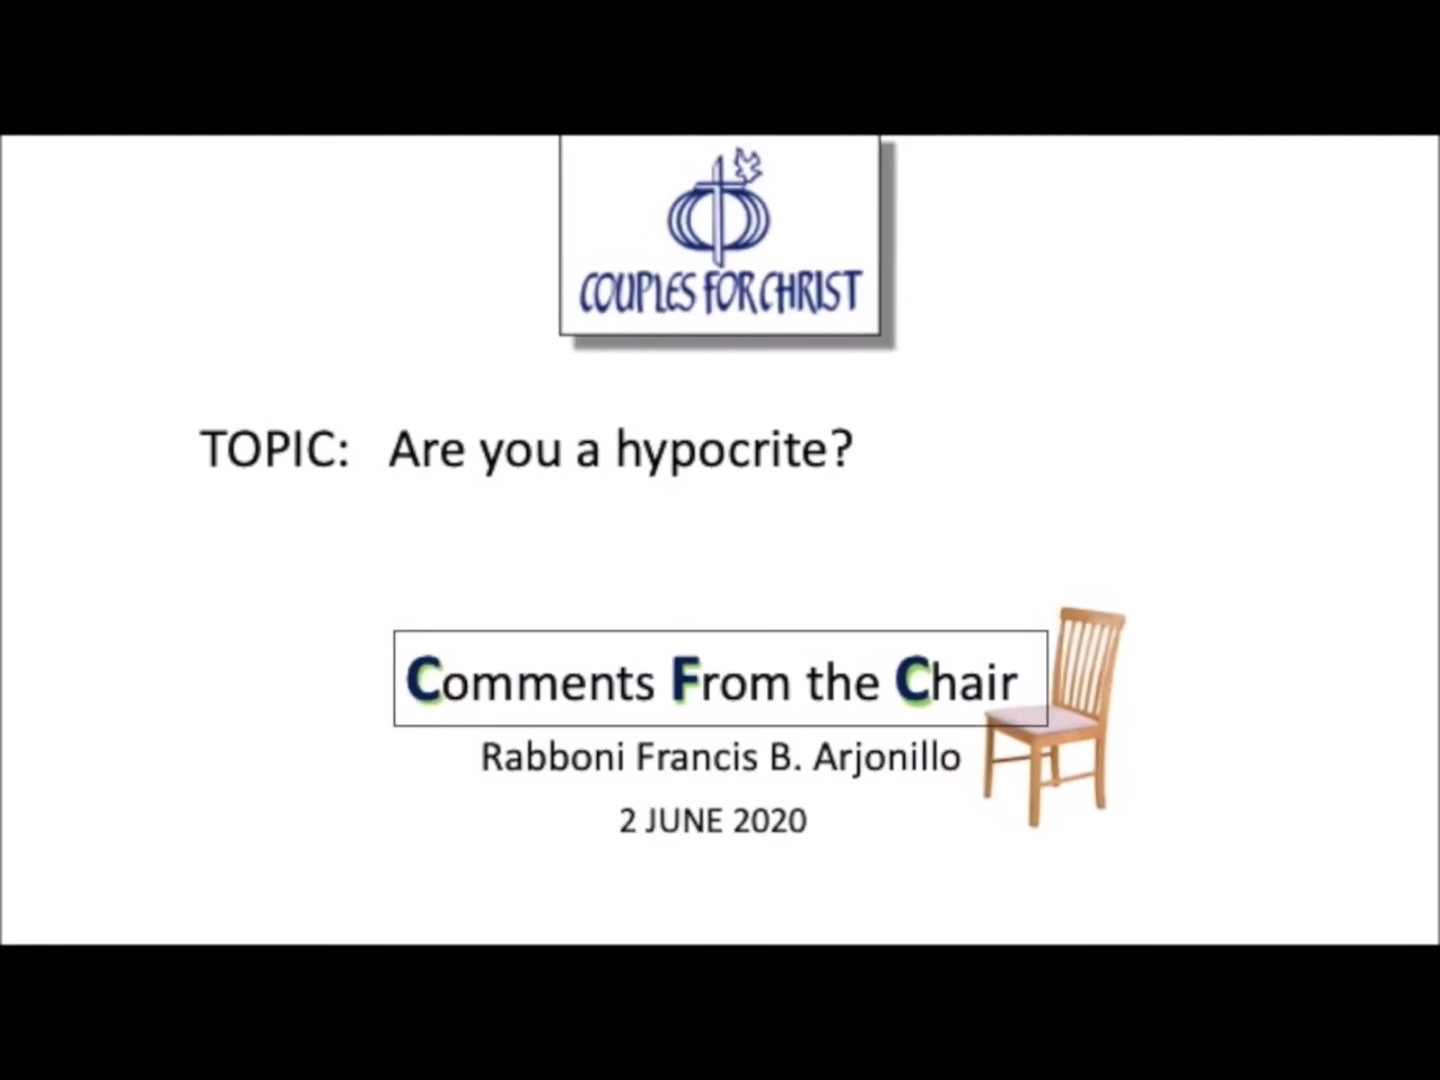 COUPLES FOR CHRIST
TOPIC: Are you a hypocrite?
Comments From the Chair
Rabboni Francis B. Arjonillo
2 JUNE 2020